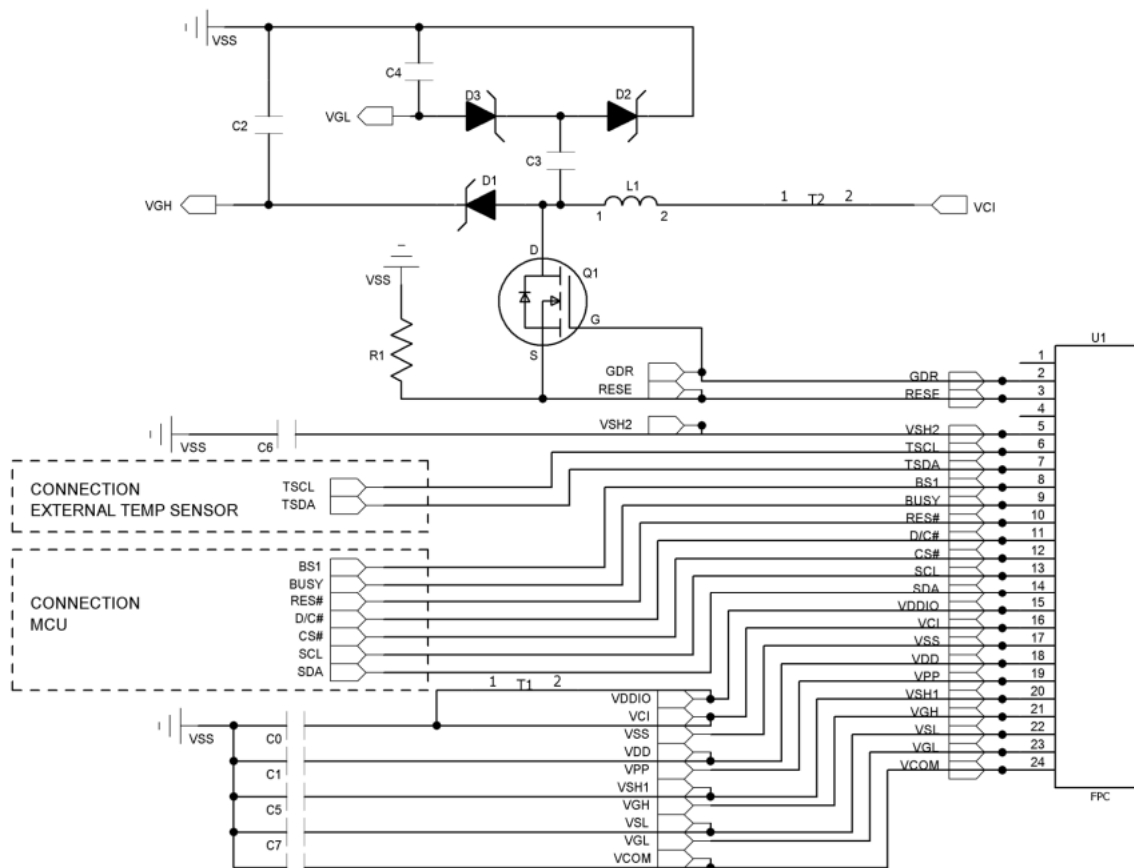 VSS
C4
D3
D2
VGL
C2
C3
D1
L1
VGH
1
2
1 T2 2
VCI
D
VSS
Q1
G
R1
S
U1
1
GDR
GDR
2
RESE
RESE
3
4
VSH2
VSH2
5
VSS
C6
TSCL
6
TSDA
7
CONNECTION
EXTERNAL TEMP SENSOR
TSCL
TSDA
BS1
8
BUSY
9
RES#
10
D/C#
11
CS#
12
SCL
13
SDA
14
VDDIO
15
VCI
16
VSS
17
VDD
18
VPP
19
VSH1
20
VGH
21
VSL
22
VGL
23
VCOM
24
FPC
CONNECTION
MCU
BS1
BUSY
RES#
D/C#
CS#
SCL
SDA
1 T1 2
VSS
C0
C1
C5
C7
VDDIO
VCI
VSS
VDD
VPP
VSH1
VGH
VSL
VGL
VCOM